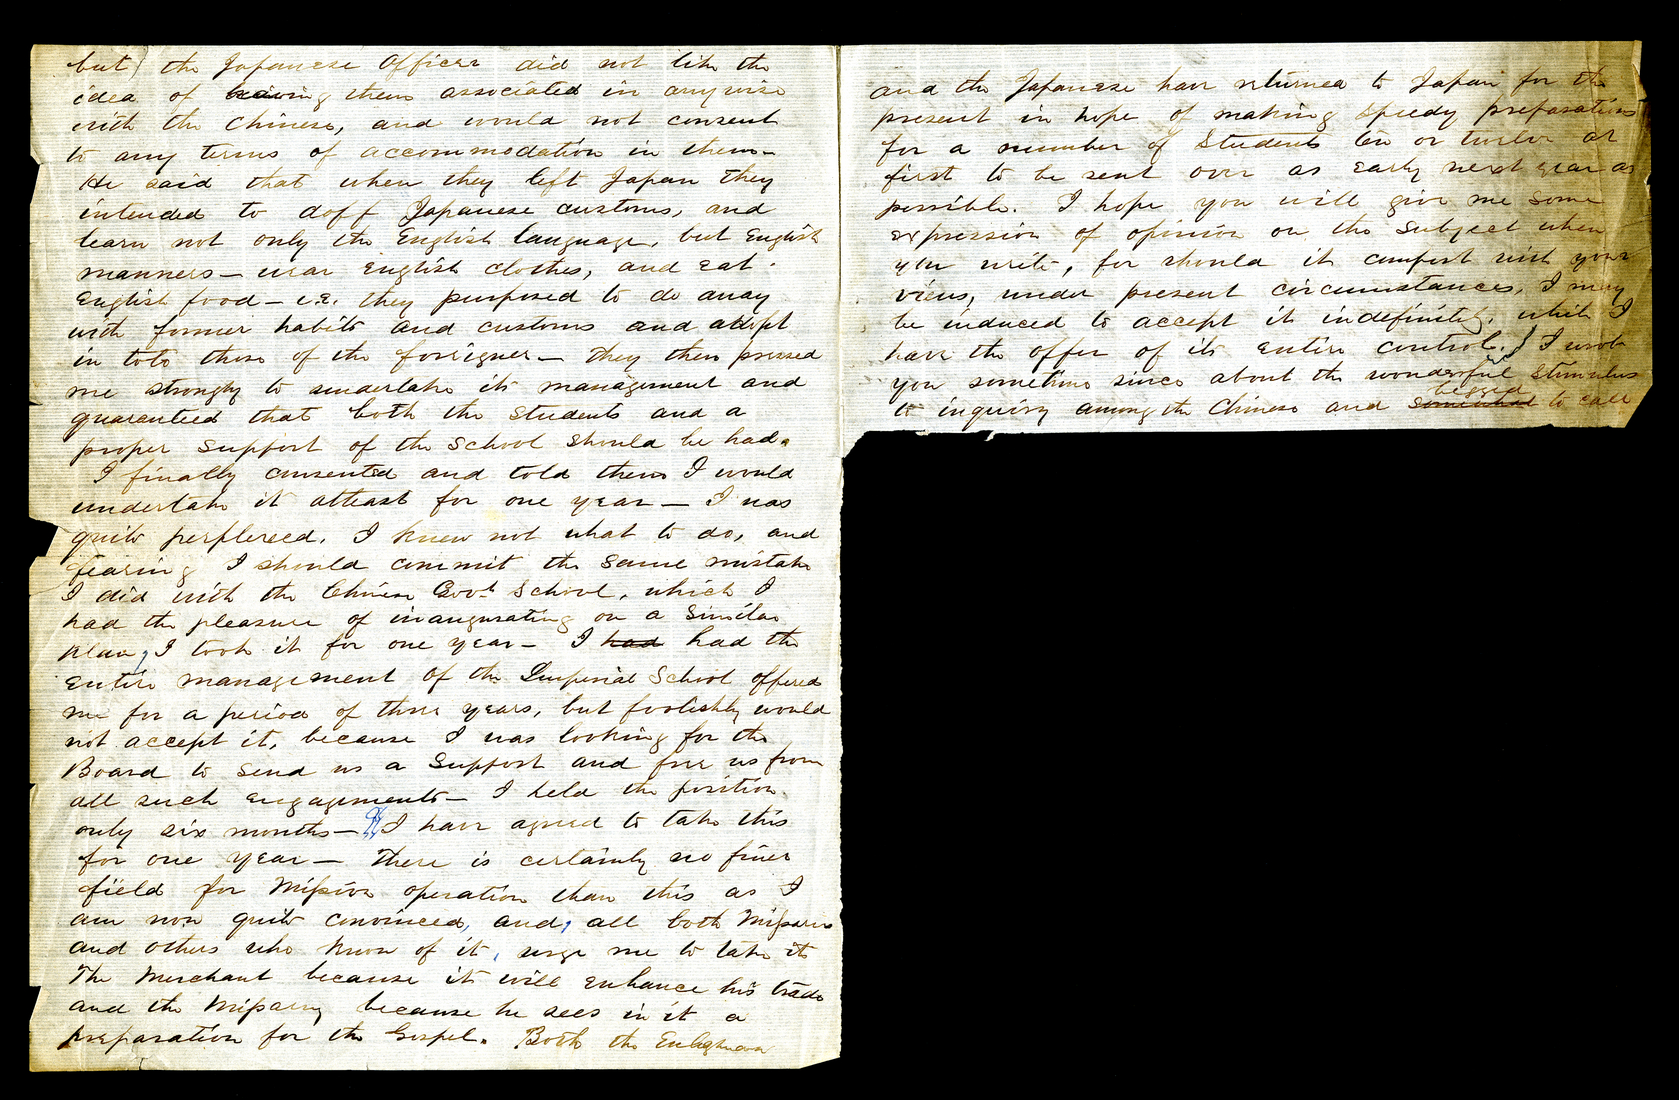 but) the Japanese Officer did not like the
idea of having them associated in anywise
with the Chinese, and would not consent
to any terms of accommodation in them—
He said that when they left Japan they
intended to doff Japanese customs, and
learn not only the English language, but English
manners — wear English clothes, and eat
English food — i.e. they purposed to do away
with former habits and customs and adopt
in toto those of the foreigner — They then pressed
me strongly to undertake its management and
guarantied that both the students and a
proper support of the School should be had.
I finally consented and told them I would
undertake it atleast for one year — I was
quite perplexed, I knew not what to do, and
fearing I should commit the same mistake
I did with the Chinese Govt School, which I
had the pleasure of inaugurating on a similar
plan, I took it for one year — I had had the
entire management of the Imperial School offered
me for a period of three years, but foolishly would
not accept it, because I was looking for the
Board to send us a support and free us from
all such engagements — I held the position
only six months — ¶ I have agreed to take this
for one year — There is certainly no finer
field for Mission operation than this as I
am now quite convinced, and, all both Missions
and others who know of it, urge me to take it
The Merchant because it will enhance his trade
and the Missary because he sees in it a
preparation for the Gospel. Both the Englishman
and the Japanese have returned to Japan for the
present in hope of making speedy preparation
for a number of Students ten or twelve at
first to be sent over as early next year as
possible. I hope you will give me some
expression of opinion on the subject when
you write, for should it comport with your
views, under present circumstances, I may
be induced to accept it indefinitely, while I
have the offer of its entire control.) I wrote
you sometime since about the wonderful stimulus
begged
to inquiry among the Chinese and somewhat to call